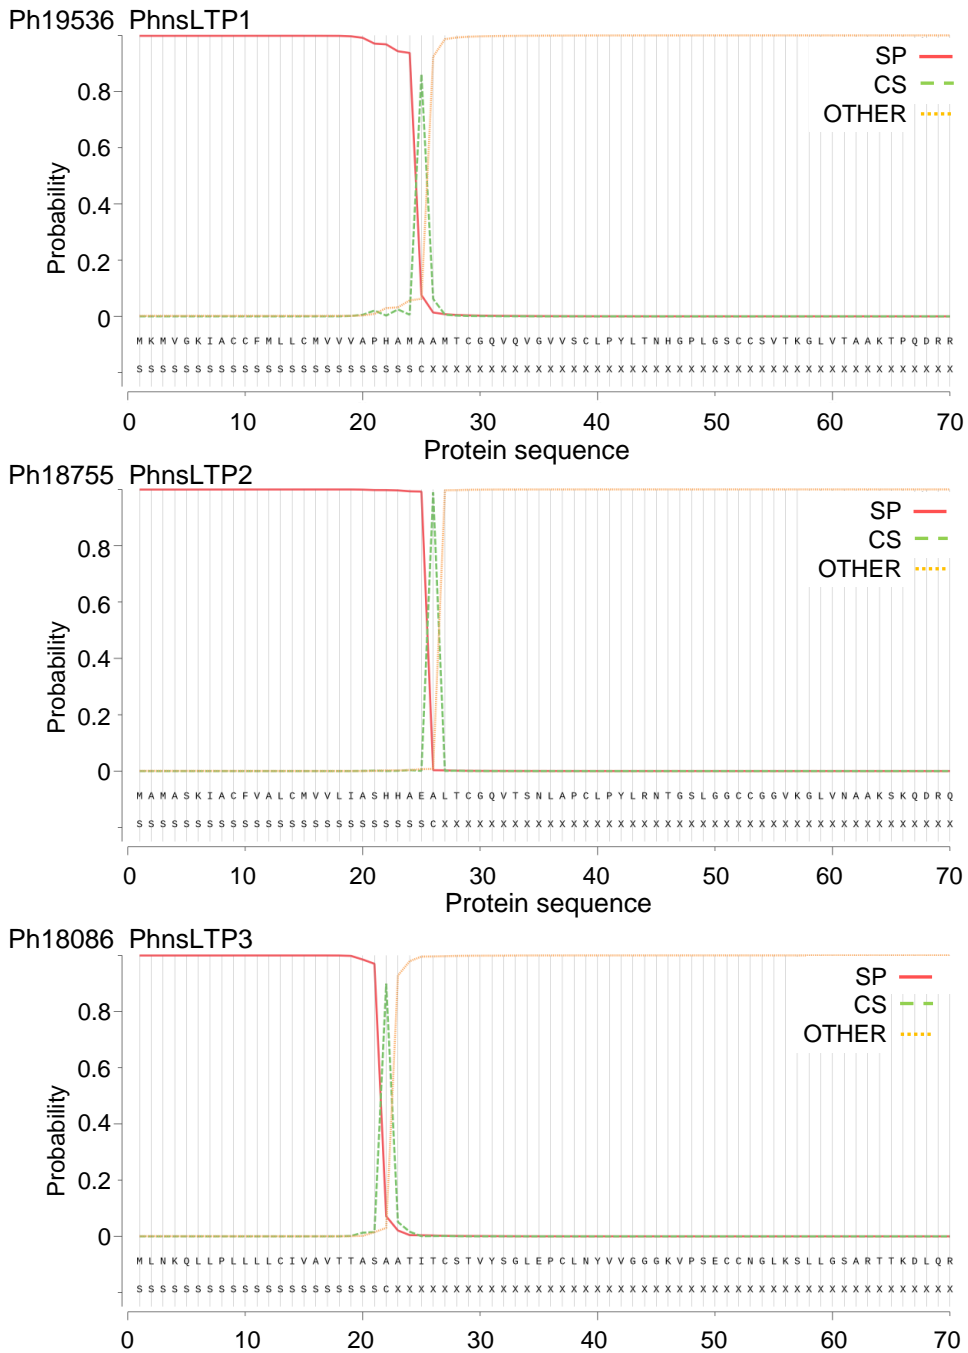 Ph19536 PhnsLTP1
SP
CS
OTHER
0.8
0.6
0.4
0.2
0
Probability
M K M V G K I A C C F M L L C M V V V A P H A M A A M T C G Q V Q V G V V S C L P Y L T N H G P L G S C C S V T K G L V T A A K T P Q D R R
S S S S S S S S S S S S S S S S S S S S S S S S C X X X X X X X X X X X X X X X X X X X X X X X X X X X X X X X X X X X X X X X X X X X X X
0 10 20 30 40 50 60 70
Protein sequence
Ph18755 PhnsLTP2
SP
CS
OTHER
0.8
0.6
0.4
0.2
0
Probability
M A M A S K I A C F V A L C M V V L I A S H H A E A L T C G Q V T S N L A P C L P Y L R N T G S L G G C C G G V K G L V N A A K S K Q D R Q
S S S S S S S S S S S S S S S S S S S S S S S S S C X X X X X X X X X X X X X X X X X X X X X X X X X X X X X X X X X X X X X X X X X X X X
0 10 20 30 40 50 60 70
Protein sequence
Ph18086 PhnsLTP3
SP
CS
OTHER
0.8
0.6
0.4
0.2
0
Probability
M L N K Q L L P L L L L C I V A V T T A S A A T I T C S T V Y S G L E P C L N Y V V G G G K V P S E C C N G L K S L L G S A R T T K D L Q R
S S S S S S S S S S S S S S S S S S S S S C X X X X X X X X X X X X X X X X X X X X X X X X X X X X X X X X X X X X X X X X X X X X X X X X
0 10 20 30 40 50 60 70